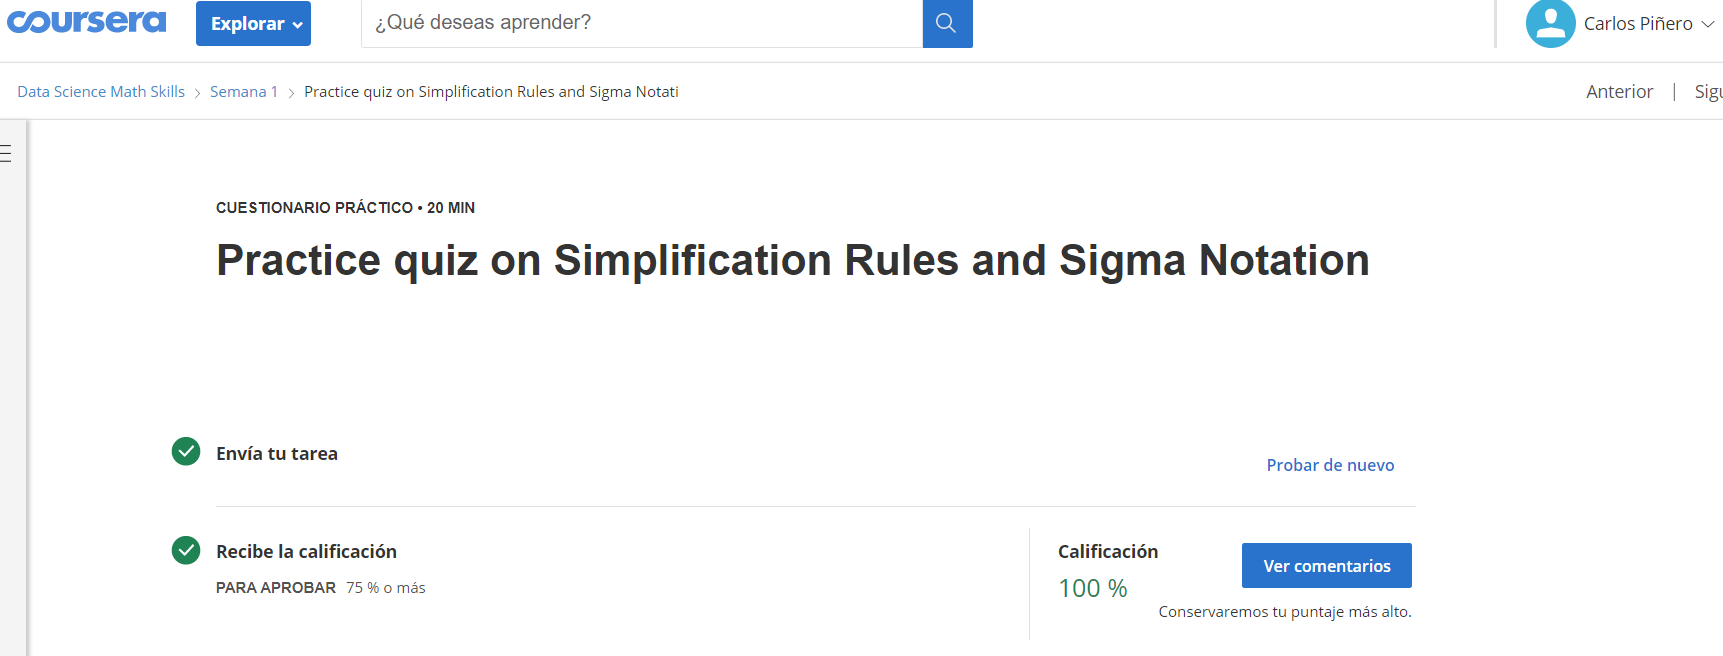 coursera
Explorar
¿Qué deseas aprender?
Carlos Piñero
Data Science Math Skills > Semana 1 > Practice quiz on Simplification Rules and Sigma Notati
Anterior |
CUESTIONARIO PRÁCTICO • 20 MIN
Practice quiz on Simplification Rules and Sigma Notation
Envía tu tarea
Probar de nuevo
Recibe la calificación
PARA APROBAR 75 % o más
Calificación
100 %
Ver comentarios
Conservaremos tu puntaje más alto.